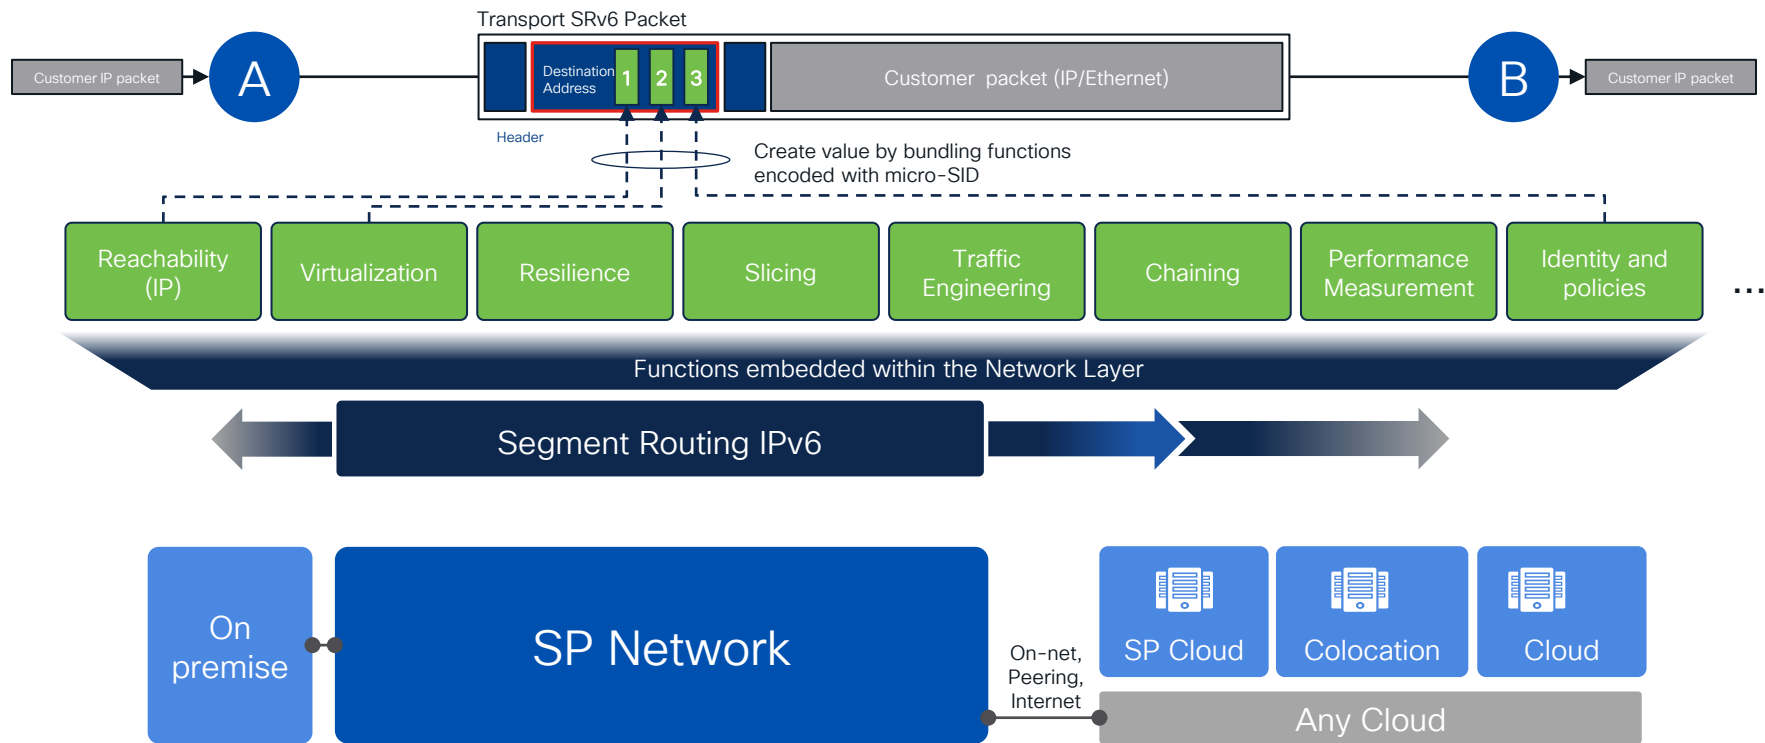 Transport SRv6 Packet
Customer IP packet
A
Destination
Address
1
2
3
Customer packet (IP/Ethernet)
B
Customer IP packet
Header
Create value by bundling functions
encoded with micro-SID
Reachability
(IP)
Virtualization
Resilience
Slicing
Traffic
Engineering
Chaining
Performance
Measurement
Identity and
policies
...
Functions embedded within the Network Layer
Segment Routing IPv6
On
premise
SP Network
On-net,
Peering,
Internet
SP Cloud
Colocation
Cloud
Any Cloud